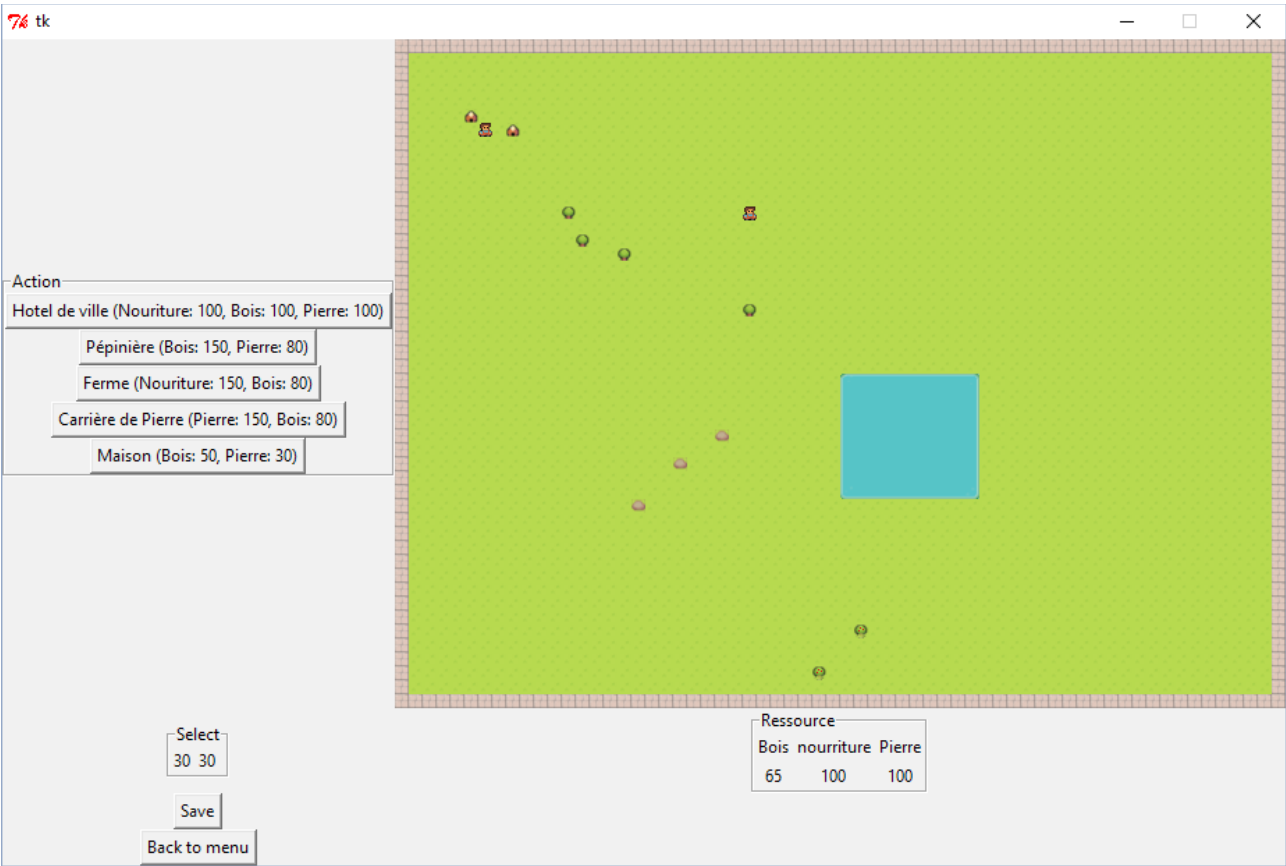 tk
Action
Hotel de ville (Nouriture: 100, Bois: 100, Pierre: 100)
Pépinière (Bois: 150, Pierre: 80)
Ferme (Nouriture: 150, Bois: 80)
Carrière de Pierre (Pierre: 150, Bois: 80)
Maison (Bois: 50, Pierre: 30)
Select
30 30
Save
Back to menu
Ressource
Bois nourriture Pierre
65 100 100